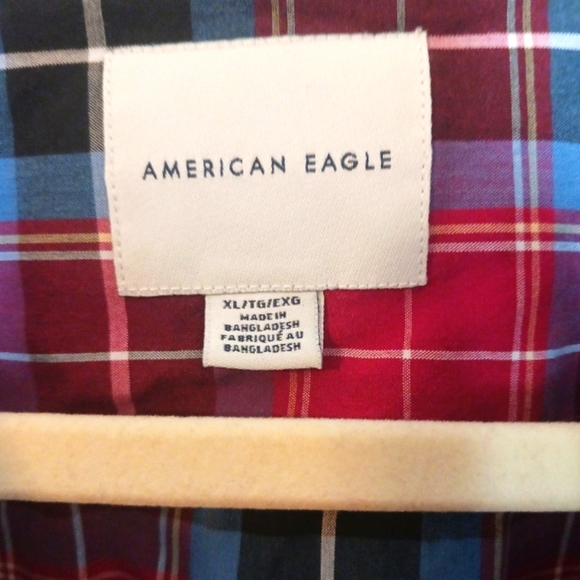 AMERICAN EAGLE
XL/TG/EXG
MADE IN
BANGLADESH
FABRIQUÉ AU
BANGLADESH